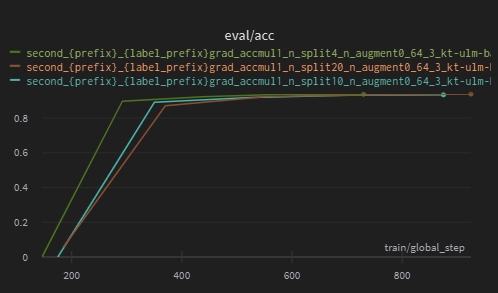 eval/acc
second_{prefix}_{label_prefix}grad_accmul1_n_split4_n_augment0_64_3_kt-ulm-ba
second_{prefix}_{label_prefix}grad_accmul1_n_split20_n_augment0_64_3_kt-ulm-
second_{prefix}_{label_prefix}grad_accmul1_n_split10_n_augment0_64_3_kt-ulm-
0.8
0.6
0.4
0.2
0
train/global_step
200 400 600 800